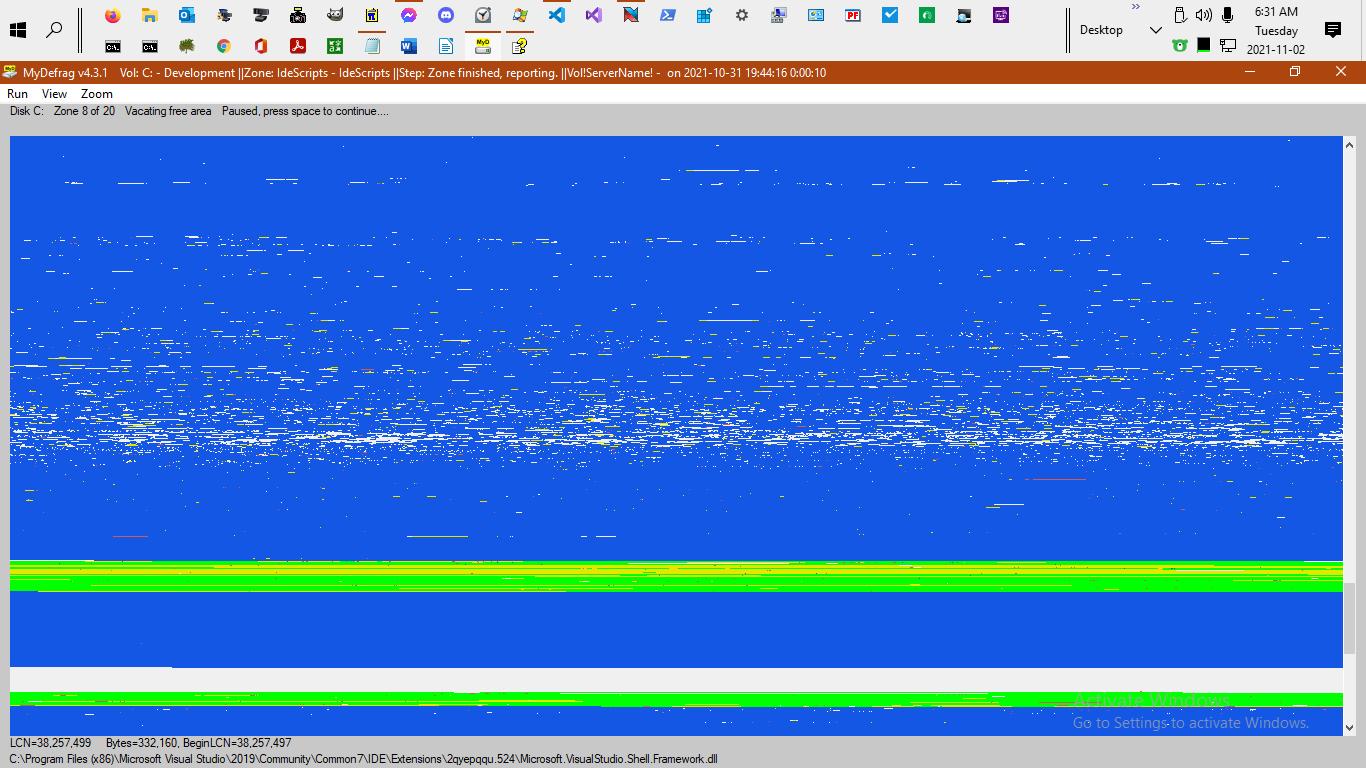 6:31 AM
Desktop
Tuesday
2021-11-02
MyDefrag v4.3.1 Vol: C: - Development ||Zone: IdeScripts - IdeScripts ||Step: Zone finished, reporting. ||Vol!ServerName! - on 2021-10-31 19:44:16 0:00:10
Run View Zoom
Disk C: Zone 8 of 20 Vacating free area Paused, press space to continue....
Activate Windows
Go to Settings to activate Windows.
LCN=38,257,499 Bytes=332,160, BeginLCN=38,257,497
C:\Program Files (x86)\Microsoft Visual Studio\2019\Community\Common7\IDE\Extensions\2qyepqqu.524\Microsoft.VisualStudio.Shell.Framework.dll